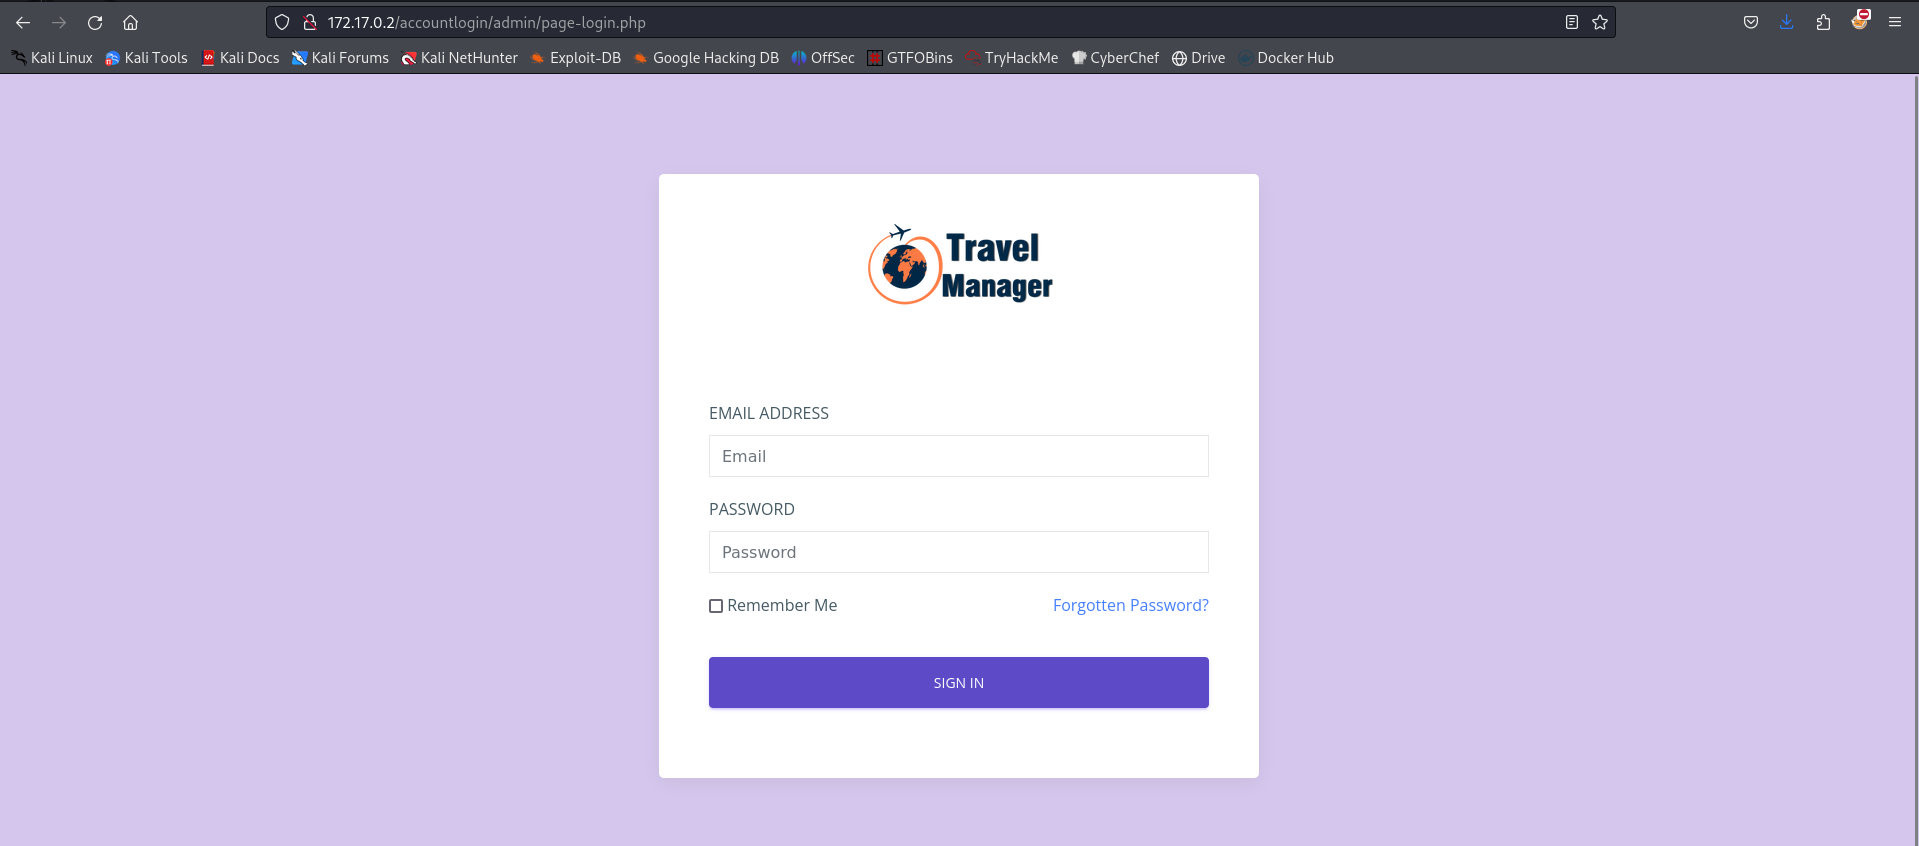 172.17.0.2/accountlogin/admin/page-login.php
Kali Linux Kali Tools Kali Docs Kali Forums Kali NetHunter Exploit-DB Google Hacking DB OffSec GTFOBins TryHackMe CyberChef Drive Docker Hub
Travel
Manager
EMAIL ADDRESS
Email
PASSWORD
Password
Remember Me Forgotten Password?
SIGN IN